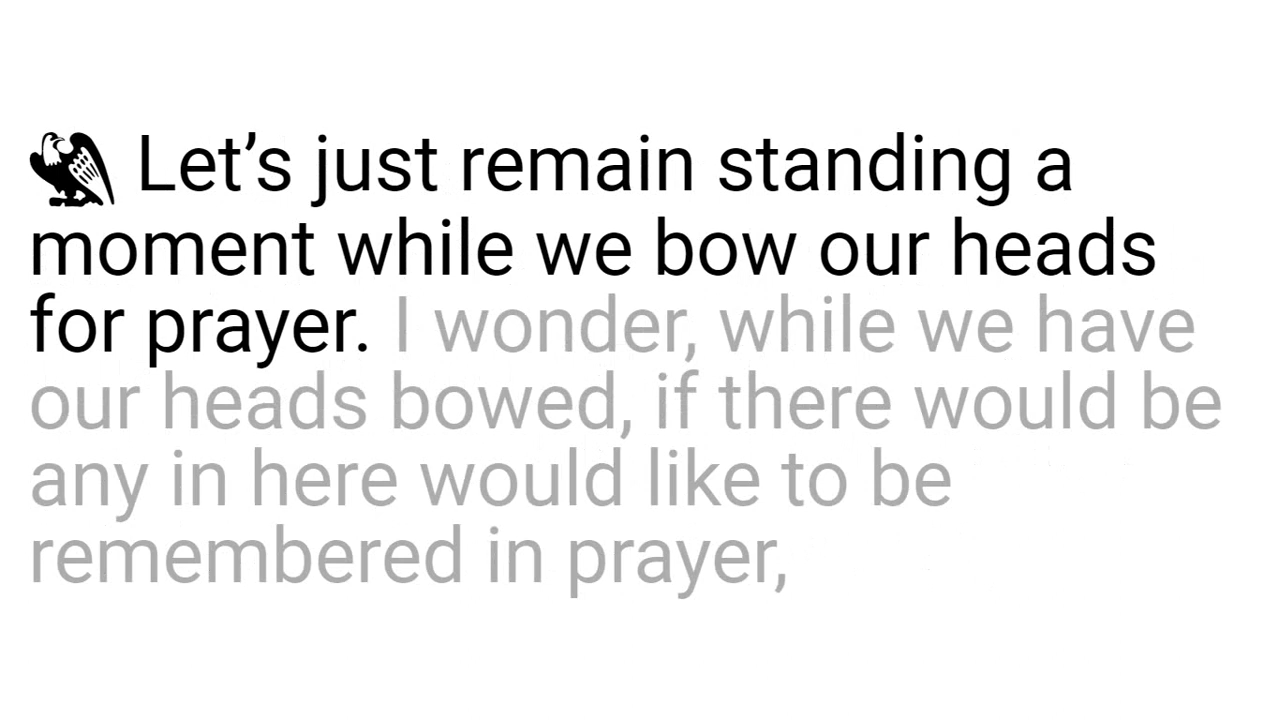 Let’s just remain standing a
moment while we bow our heads
for prayer. I wonder, while we have
our heads bowed, if there would be
any in here would like to be
remembered in prayer,